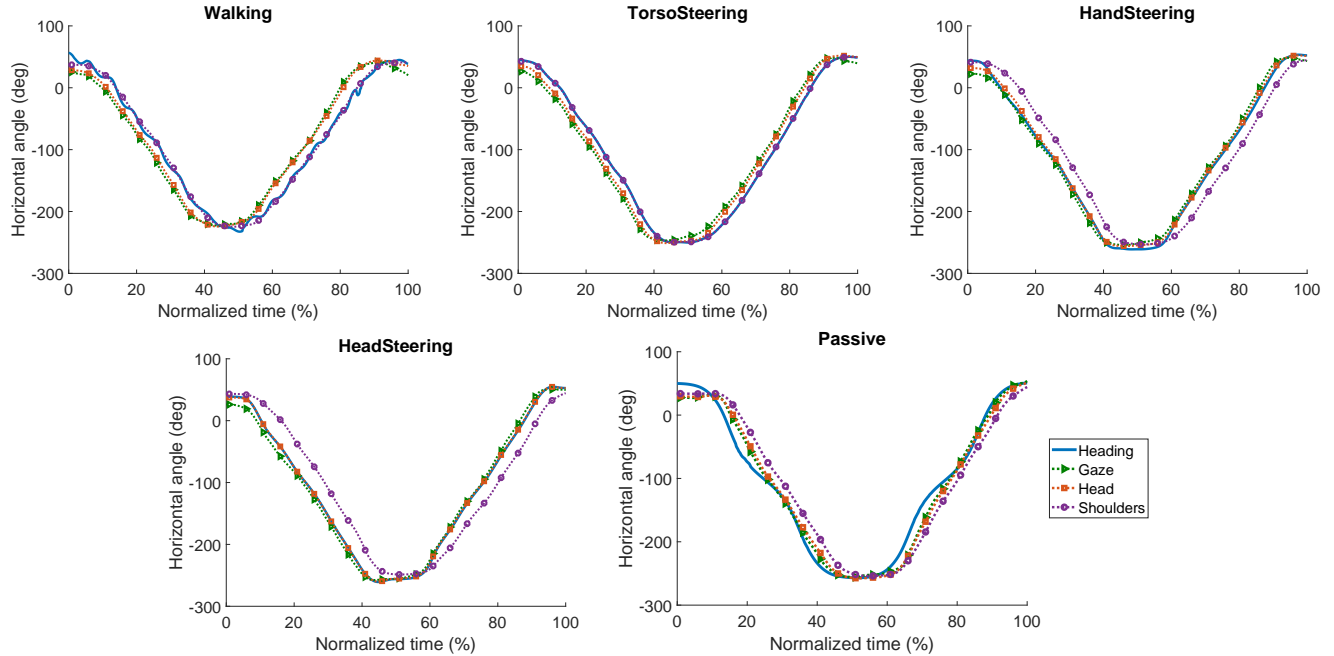 Walking
100
0
-100
-200
-300
0 20 40 60 80 100
Horizontal angle (deg)
Normalized time (%)
TorsoSteering
100
0
-100
-200
-300
0 20 40 60 80 100
Horizontal angle (deg)
Normalized time (%)
HandSteering
100
0
-100
-200
-300
0 20 40 60 80 100
Horizontal angle (deg)
Normalized time (%)
HeadSteering
100
0
-100
-200
-300
0 20 40 60 80 100
Horizontal angle (deg)
Normalized time (%)
Passive
100
0
-100
-200
-300
0 20 40 60 80 100
Horizontal angle (deg)
Normalized time (%)
Heading
Gaze
Head
Shoulders